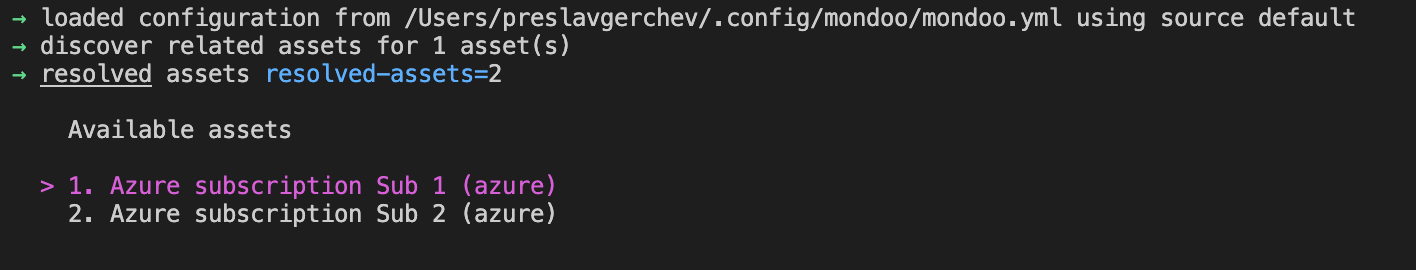 → loaded configuration from /Users/preslavgerchev/.config/mondoo/mondoo.yml using source default
→ discover related assets for 1 asset(s)
→ resolved assets resolved-assets=2
Available assets
> 1. Azure subscription Sub 1 (azure)
2. Azure subscription Sub 2 (azure)